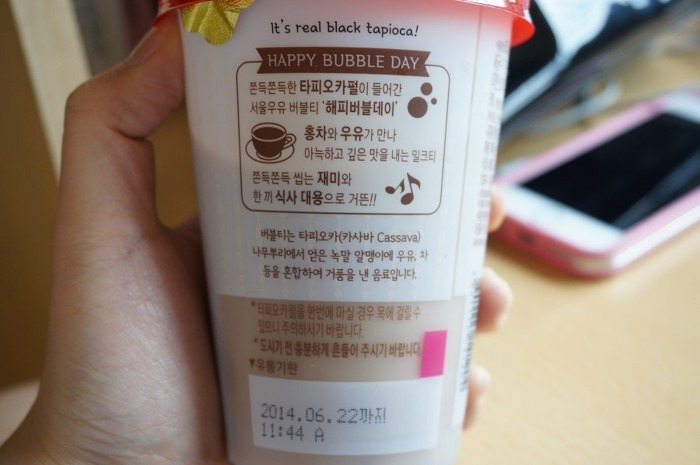 It's real black tapioca!
HAPPY BUBBLE DAY
쫀득쫀득한 타피오카펄이 들어간
서울우유 버블티 '해피버블데이'
홍차와 우유가 만나
아늑하고 깊은 맛을 내는 밀크티
쫀득쫀득 씹는 재미와
한 끼 식사 대용으로 거뜬!!
버블티는 타피오카(카사바 Cassava)
나무뿌리에서 얻은 녹말 알맹이에 우유, 차
등을 혼합하여 거품을 낸 음료입니다.
*타피오카펄을 한번에 마실 경우 목에 걸릴 수
있으니 주의하시기 바랍니다.
*드시기 전 충분하게 흔들어 주시기 바랍니다.
▼유통기한
2014.06.22까지
11:44 A